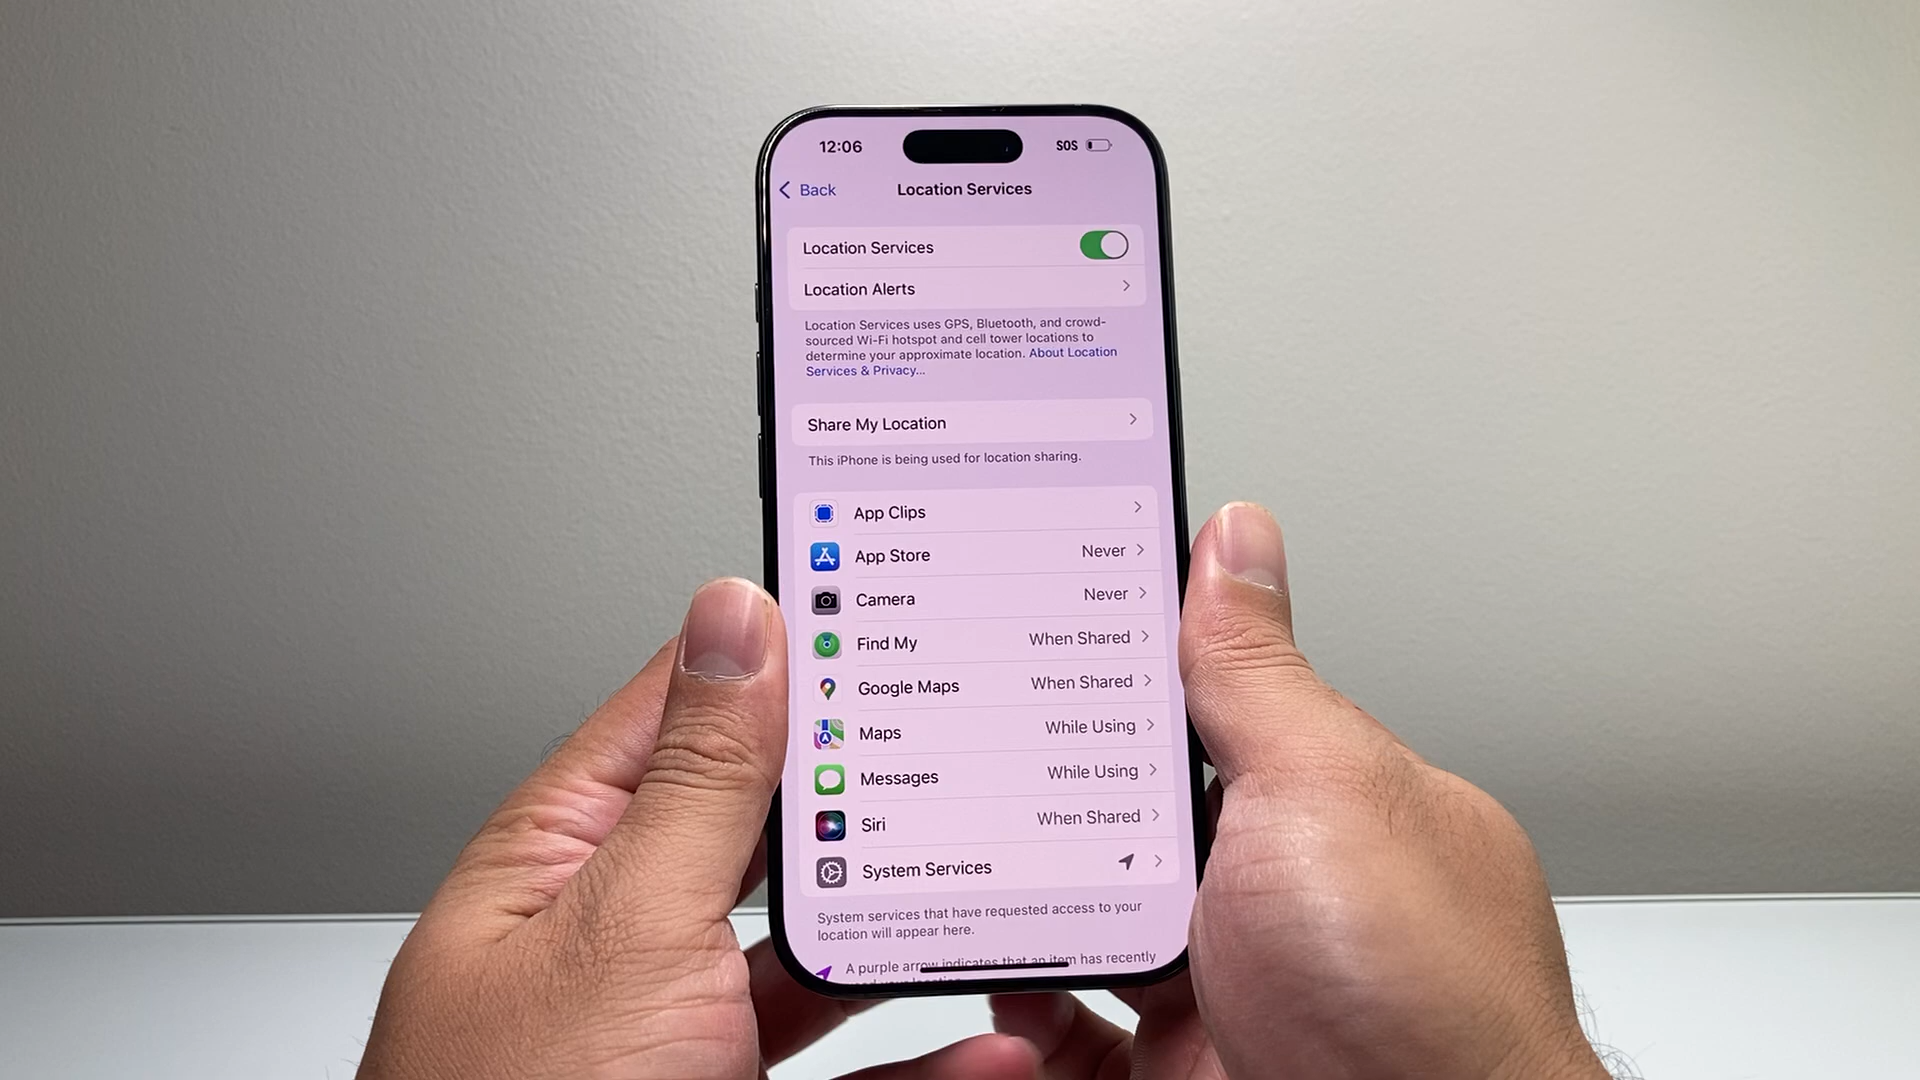 12:06 SOS
Back Location Services
Location Services
Location Alerts
Location Services uses GPS, Bluetooth, and crowd-
sourced Wi-Fi hotspot and cell tower locations to
determine your approximate location. About Location
Services & Privacy...
Share My Location
This iPhone is being used for location sharing.
App Clips
App Store Never
Camera Never
Find My When Shared
Google Maps When Shared
Maps While Using
Messages While Using
Siri When Shared
System Services
System services that have requested access to your
location will appear here.
A purple arrow indicates that an item has recently